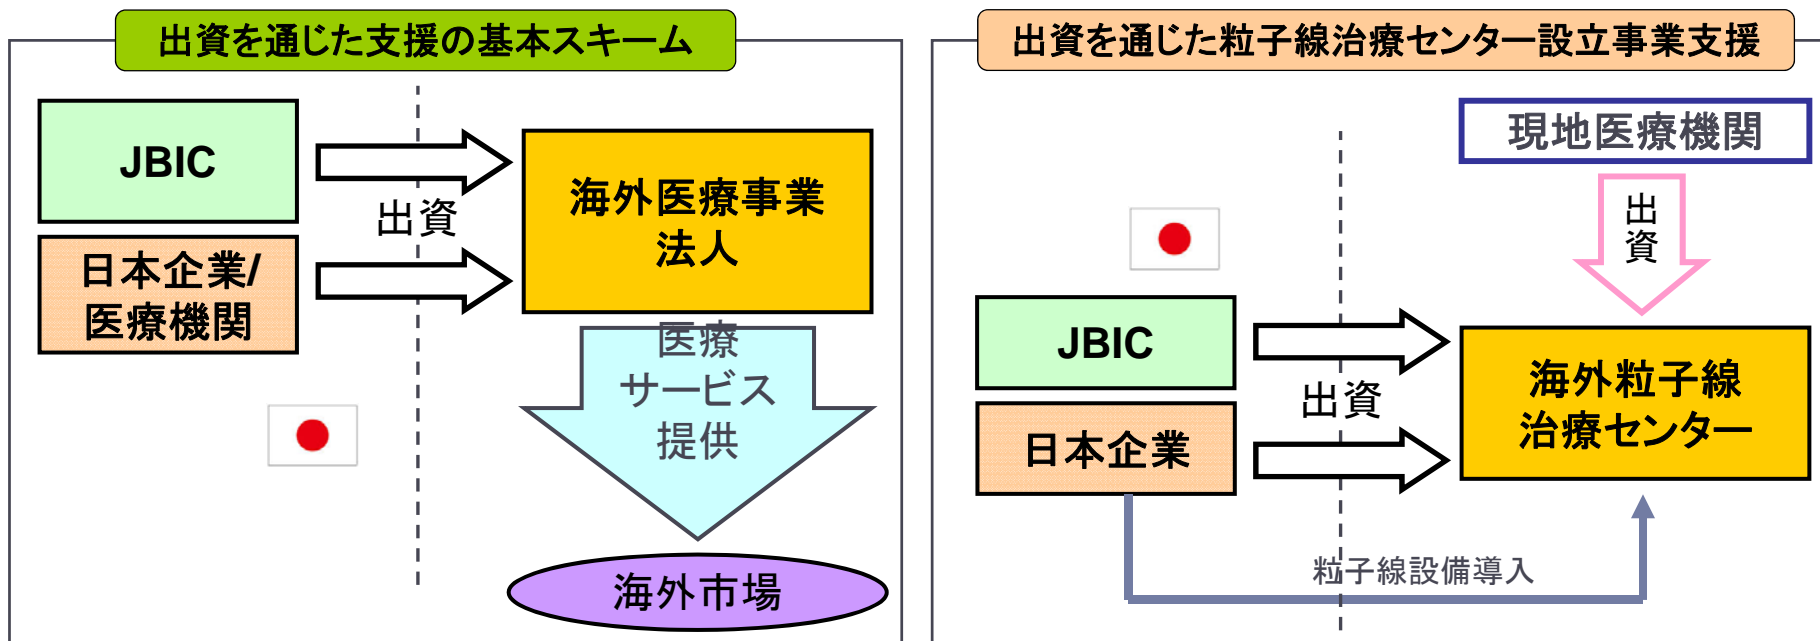 出資を通じた支援の基本スキーム
JBIC
日本企業/
医療機関
出資
海外医療事業
法人
医療
サービス
提供
海外市場
出資を通じた粒子線治療センター設立事業支援
現地医療機関
出
資
JBIC
日本企業
出資
海外粒子線
治療センター
粒子線設備導入